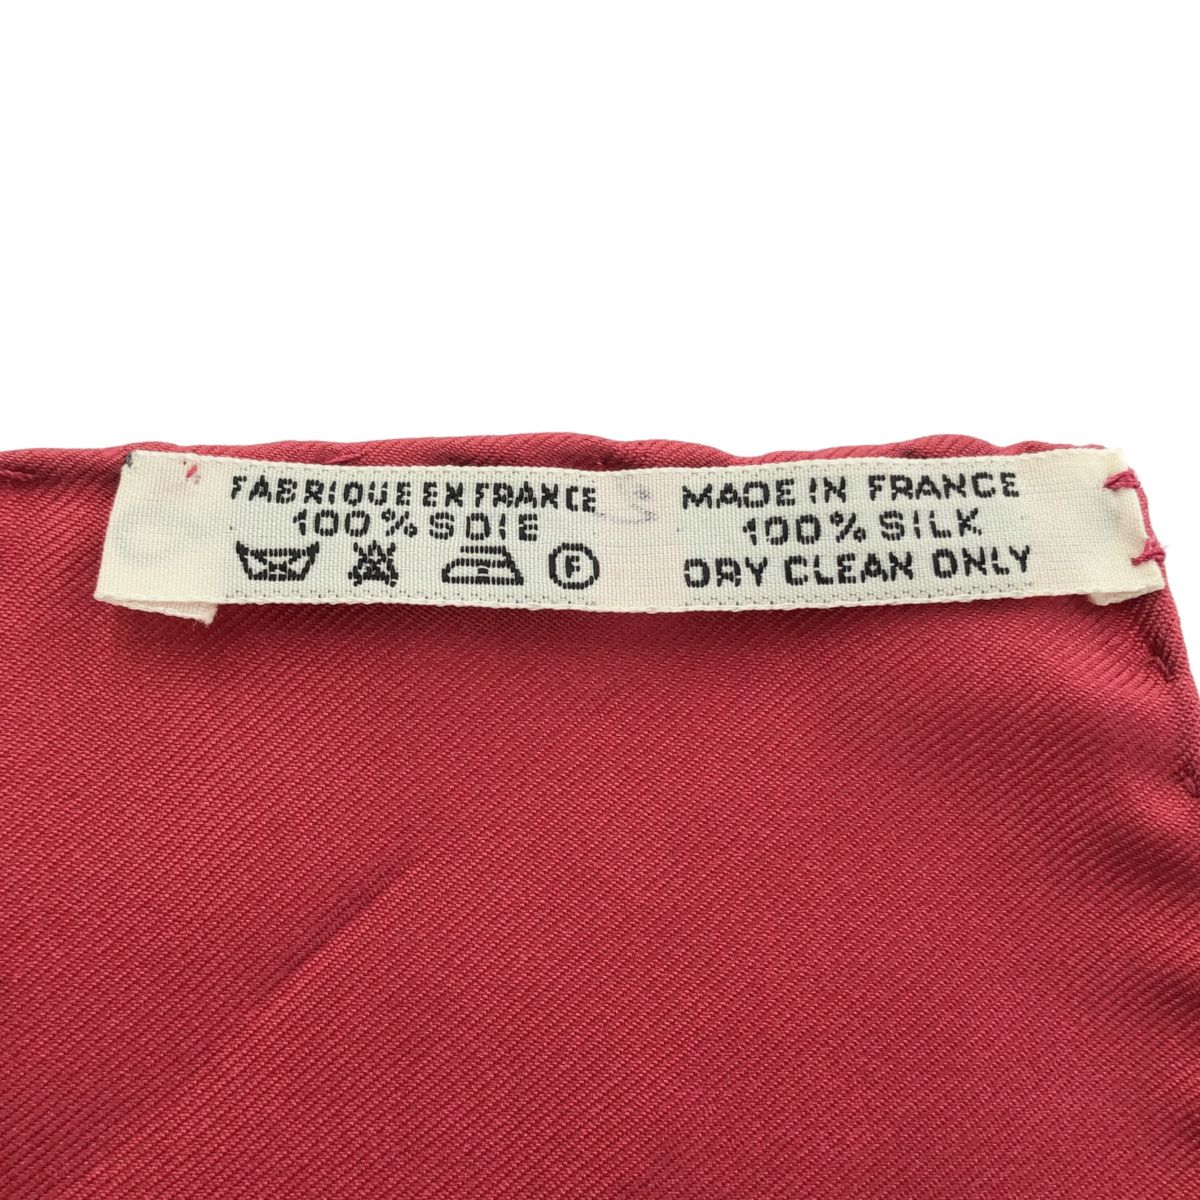 FABRIQUE EN FRANCE
100% SOIE
F
MADE IN FRANCE
100% SILK
DRY CLEAN ONLY